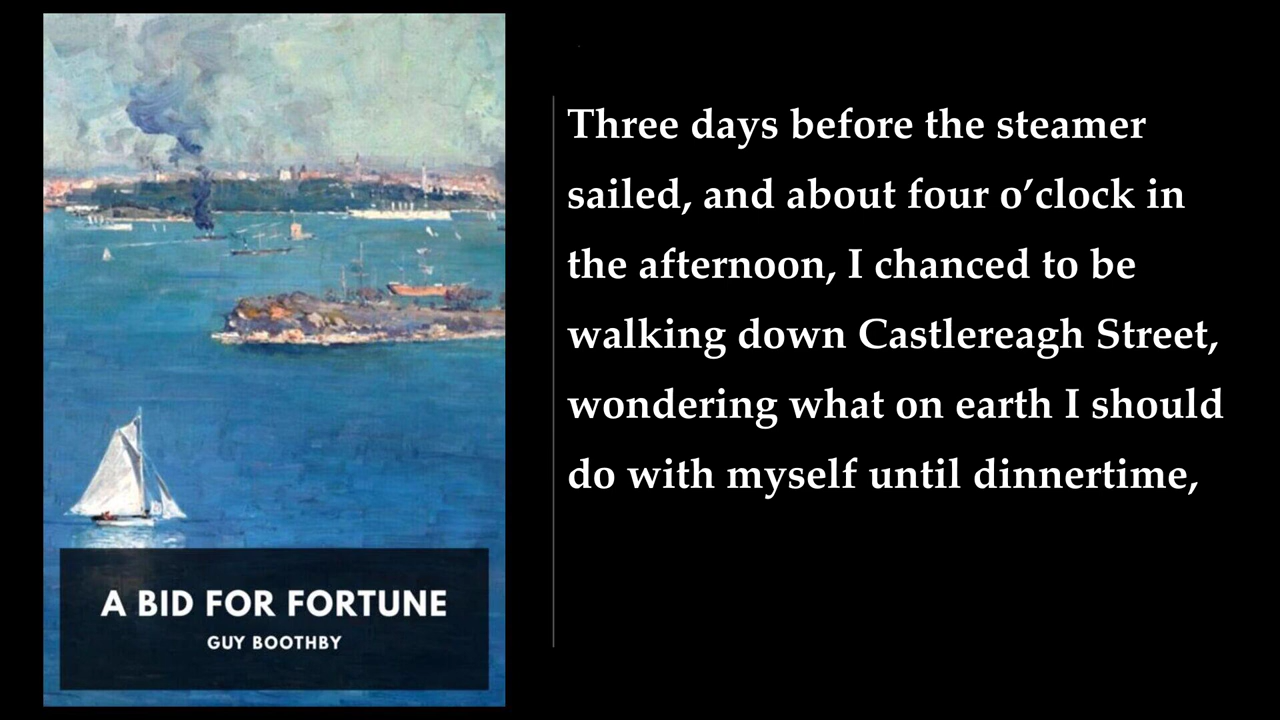 A BID FOR FORTUNE
GUY BOOTHBY
Three days before the steamer
sailed, and about four o’clock in
the afternoon, I chanced to be
walking down Castlereagh Street,
wondering what on earth I should
do with myself until dinnertime,